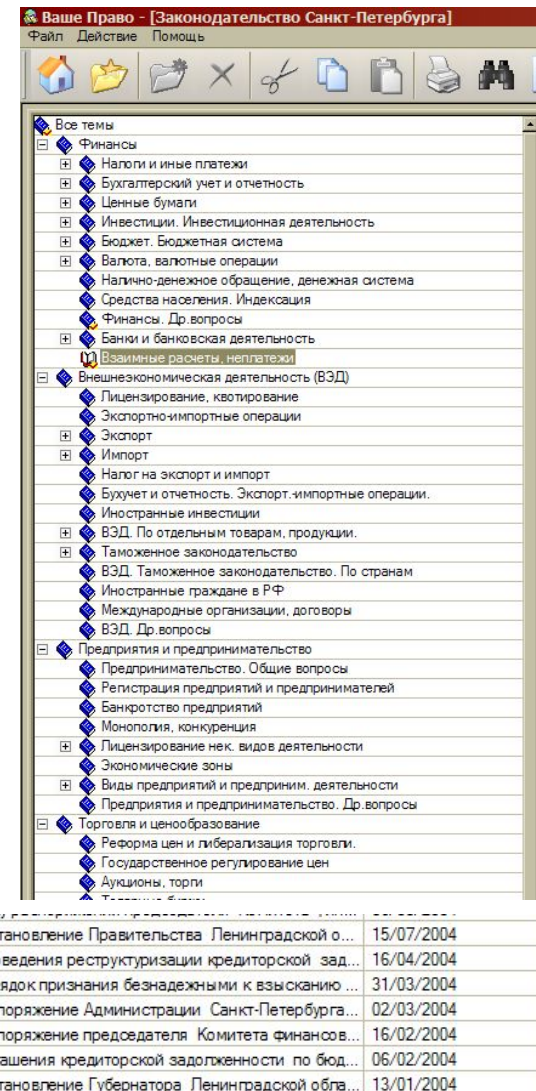 Ваше Право - [Законодательство Санкт-Петербурга]
Файл Действие Помощь
Все темы
Финансы
Налоги и иные платежи
Бухгалтерский учет и отчетность
Ценные бумаги
Инвестиции. Инвестиционная деятельность
Бюджет. Бюджетная система
Валюта, валютные операции
Налично-денежное обращение, денежная система
Средства населения. Индексация
Финансы. Др.вопросы
Банки и банковская деятельность
Взаимные расчеты, неплатежи
Внешнеэкономическая деятельность (ВЭД)
Лицензирование, квотирование
Экспортно-импортные операции
Экспорт
Импорт
Налог на экспорт и импорт
Бухучет и отчетность. Экспорт.-импортные операции.
Иностранные инвестиции
ВЭД. По отдельным товарам, продукции.
Таможенное законодательство
ВЭД. Таможенное законодательство. По странам
Иностранные граждане в РФ
Международные организации, договоры
ВЭД. Др.вопросы
Предприятия и предпринимательство
Предпринимательство. Общие вопросы
Регистрация предприятий и предпринимателей
Банкротство предприятий
Монополия, конкуренция
Лицензирование нек. видов деятельности
Экономические зоны
Виды предприятий и предприним. деятельности
Предприятия и предпринимательство. Др.вопросы
Торговля и ценообразование
Реформа цен и либерализация торговли.
Государственное регулирование цен
Аукционы, торги
тановление Правительства Ленинградской о... 15/07/2004
ведения реструктуризации кредиторской зад... 16/04/2004
ядок признания безнадежными к взысканию ... 31/03/2004
поряжение Администрации Санкт-Петербурга... 02/03/2004
поряжение председателя Комитета финансов... 16/02/2004
ашения кредиторской задолженности по бюд... 06/02/2004
тановление Губернатора Ленинградской обла... 13/01/2004